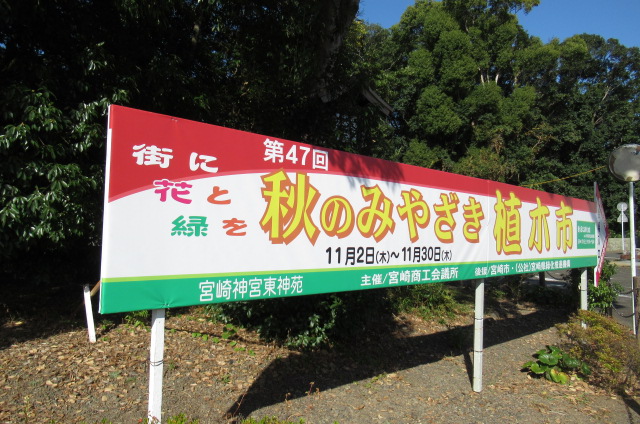 街に
花と
緑を
第47回
秋のみやざき 植木市
11月2日(木)～11月30日(木)
宮崎神宮東神苑
主催/宮崎商工会議所
後援/宮崎市・(公社)宮崎県緑化推進機構